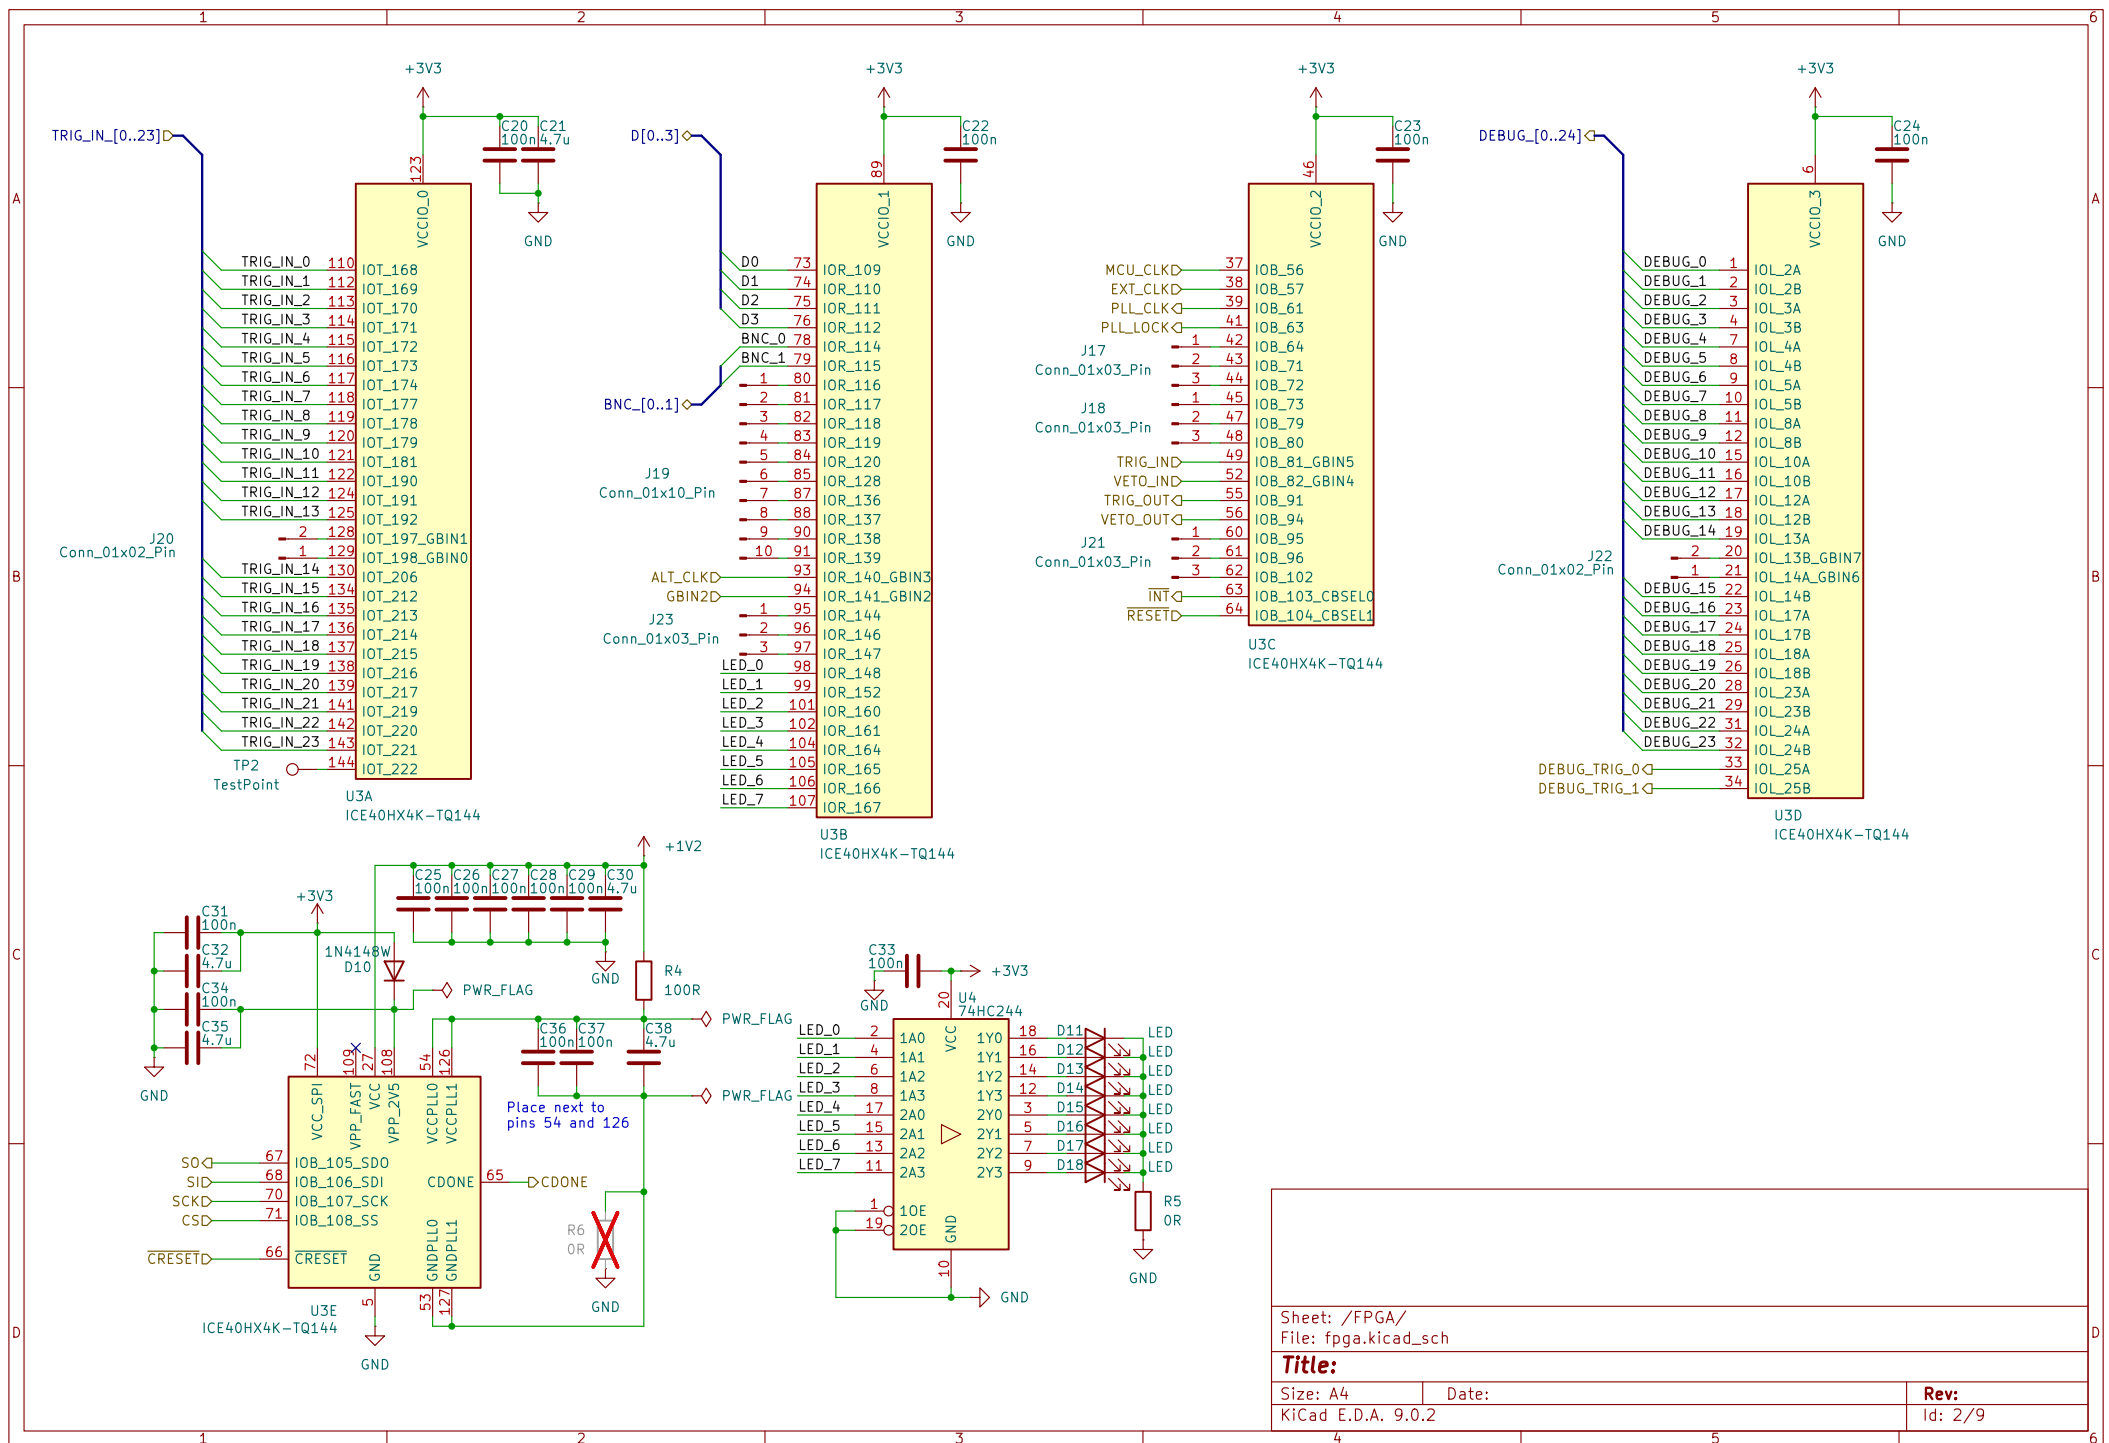 1 2 3 4 5 6
A
B
C
D
A
B
C
D
1 2 3 4 5 6
TRIG_IN_[0..23]
+3V3
C20
100n
C21
4.7u
GND
123
VCCIO_0
TRIG_IN_0 110 IOT_168
TRIG_IN_1 112 IOT_169
TRIG_IN_2 113 IOT_170
TRIG_IN_3 114 IOT_171
TRIG_IN_4 115 IOT_172
TRIG_IN_5 116 IOT_173
TRIG_IN_6 117 IOT_174
TRIG_IN_7 118 IOT_177
TRIG_IN_8 119 IOT_178
TRIG_IN_9 120 IOT_179
TRIG_IN_10 121 IOT_181
TRIG_IN_11 122 IOT_190
TRIG_IN_12 124 IOT_191
TRIG_IN_13 125 IOT_192
J20
Conn_01x02_Pin
2 128 IOT_197_GBIN1
1 129 IOT_198_GBIN0
TRIG_IN_14 130 IOT_206
TRIG_IN_15 134 IOT_212
TRIG_IN_16 135 IOT_213
TRIG_IN_17 136 IOT_214
TRIG_IN_18 137 IOT_215
TRIG_IN_19 138 IOT_216
TRIG_IN_20 139 IOT_217
TRIG_IN_21 141 IOT_219
TRIG_IN_22 142 IOT_220
TRIG_IN_23 143 IOT_221
TP2
TestPoint
144 IOT_222
U3A
ICE40HX4K-TQ144
D[0..3]
+3V3
C22
100n
GND
89
VCCIO_1
D0 73 IOR_109
D1 74 IOR_110
D2 75 IOR_111
D3 76 IOR_112
BNC_0 78 IOR_114
BNC_1 79 IOR_115
BNC_[0..1]
1 80 IOR_116
2 81 IOR_117
3 82 IOR_118
4 83 IOR_119
5 84 IOR_120
J19
Conn_01x10_Pin
6 85 IOR_128
7 87 IOR_136
8 88 IOR_137
9 90 IOR_138
10 91 IOR_139
ALT_CLK 93 IOR_140_GBIN3
GBIN2 94 IOR_141_GBIN2
J23
Conn_01x03_Pin
1 95 IOR_144
2 96 IOR_146
3 97 IOR_147
LED_0 98 IOR_148
LED_1 99 IOR_152
LED_2 101 IOR_160
LED_3 102 IOR_161
LED_4 104 IOR_164
LED_5 105 IOR_165
LED_6 106 IOR_166
LED_7 107 IOR_167
U3B
ICE40HX4K-TQ144
+3V3
C23
100n
GND
46
VCCIO_2
MCU_CLK 37 IOB_56
EXT_CLK 38 IOB_57
PLL_CLK 39 IOB_61
PLL_LOCK 41 IOB_63
J17
Conn_01x03_Pin
1 42 IOB_64
2 43 IOB_71
3 44 IOB_72
J18
Conn_01x03_Pin
1 45 IOB_73
2 47 IOB_79
3 48 IOB_80
TRIG_IN 49 IOB_81_GBIN5
VETO_IN 52 IOB_82_GBIN4
TRIG_OUT 55 IOB_91
VETO_OUT 56 IOB_94
J21
Conn_01x03_Pin
1 60 IOB_95
2 61 IOB_96
3 62 IOB_102
INT 63 IOB_103_CBSEL0
RESET 64 IOB_104_CBSEL1
U3C
ICE40HX4K-TQ144
DEBUG_[0..24]
+3V3
C24
100n
GND
6
VCCIO_3
DEBUG_0 1 IOL_2A
DEBUG_1 2 IOL_2B
DEBUG_2 3 IOL_3A
DEBUG_3 4 IOL_3B
DEBUG_4 7 IOL_4A
DEBUG_5 8 IOL_4B
DEBUG_6 9 IOL_5A
DEBUG_7 10 IOL_5B
DEBUG_8 11 IOL_8A
DEBUG_9 12 IOL_8B
DEBUG_10 15 IOL_10A
DEBUG_11 16 IOL_10B
DEBUG_12 17 IOL_12A
DEBUG_13 18 IOL_12B
DEBUG_14 19 IOL_13A
J22
Conn_01x02_Pin
2 20 IOL_13B_GBIN7
1 21 IOL_14A_GBIN6
DEBUG_15 22 IOL_14B
DEBUG_16 23 IOL_17A
DEBUG_17 24 IOL_17B
DEBUG_18 25 IOL_18A
DEBUG_19 26 IOL_18B
DEBUG_20 28 IOL_23A
DEBUG_21 29 IOL_23B
DEBUG_22 31 IOL_24A
DEBUG_23 32 IOL_24B
DEBUG_TRIG_0 33 IOL_25A
DEBUG_TRIG_1 34 IOL_25B
U3D
ICE40HX4K-TQ144
+1V2
C25 C26 C27 C28 C29 C30
100n 100n 100n 100n 100n 4.7u
GND
+3V3
C31
100n
C32
4.7u
C34
100n
C35
4.7u
GND
1N4148W
D10
PWR_FLAG
R4
100R
PWR_FLAG
C36
100n
C37
100n
C38
4.7u
PWR_FLAG
Place next to
pins 54 and 126
72 109 27 108 54 126
VCC_SPI VPP_FAST VCC VPP_2V5 VCCPLL0 VCCPLL1
SO 67 IOB_105_SDO
SI 68 IOB_106_SDI
SCK 70 IOB_107_SCK
CS 71 IOB_108_SS
CRESET 66 CRESET
CDONE 65 CDONE
GND GNDPLL0 GNDPLL1
5 53 127
U3E
ICE40HX4K-TQ144
GND
R6
0R
GND
C33
100n
GND
+3V3
20
U4
74HC244
VCC
LED_0 2 1A0 1Y0 18 D11 LED
LED_1 4 1A1 1Y1 16 D12 LED
LED_2 6 1A2 1Y2 14 D13 LED
LED_3 8 1A3 1Y3 12 D14 LED
LED_4 17 2A0 2Y0 3 D15 LED
LED_5 15 2A1 2Y1 5 D16 LED
LED_6 13 2A2 2Y2 7 D17 LED
LED_7 11 2A3 2Y3 9 D18 LED
1 1OE
19 2OE
GND
10
GND
R5
0R
GND
Sheet: /FPGA/
File: fpga.kicad_sch
Title:
Size: A4 Date: Rev:
KiCad E.D.A. 9.0.2 Id: 2/9